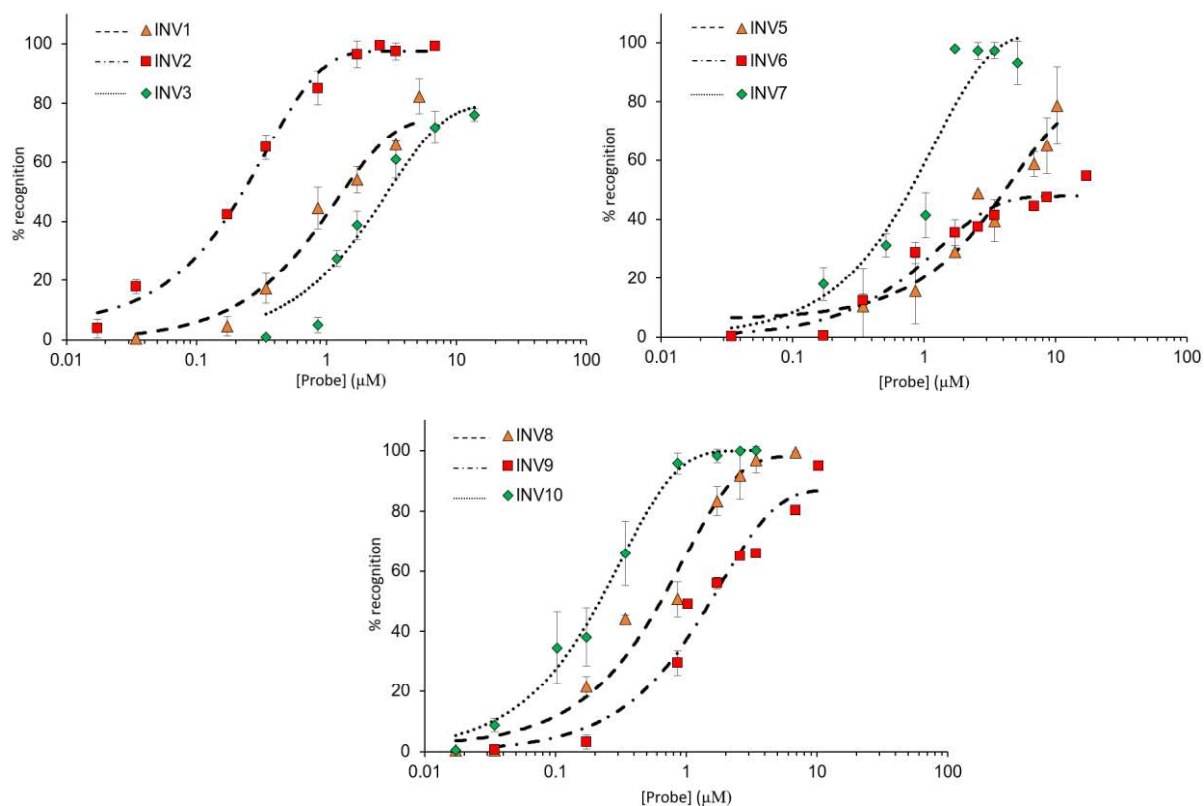 INV1
INV2
INV3
% recognition
100
80
60
40
20
0
0.01 0.1 1 10 100
[Probe] (µM)
INV5
INV6
INV7
% recognition
100
80
60
40
20
0
0.01 0.1 1 10 100
[Probe] (µM)
INV8
INV9
INV10
% recognition
100
80
60
40
20
0
0.01 0.1 1 10 100
[Probe] (µM)